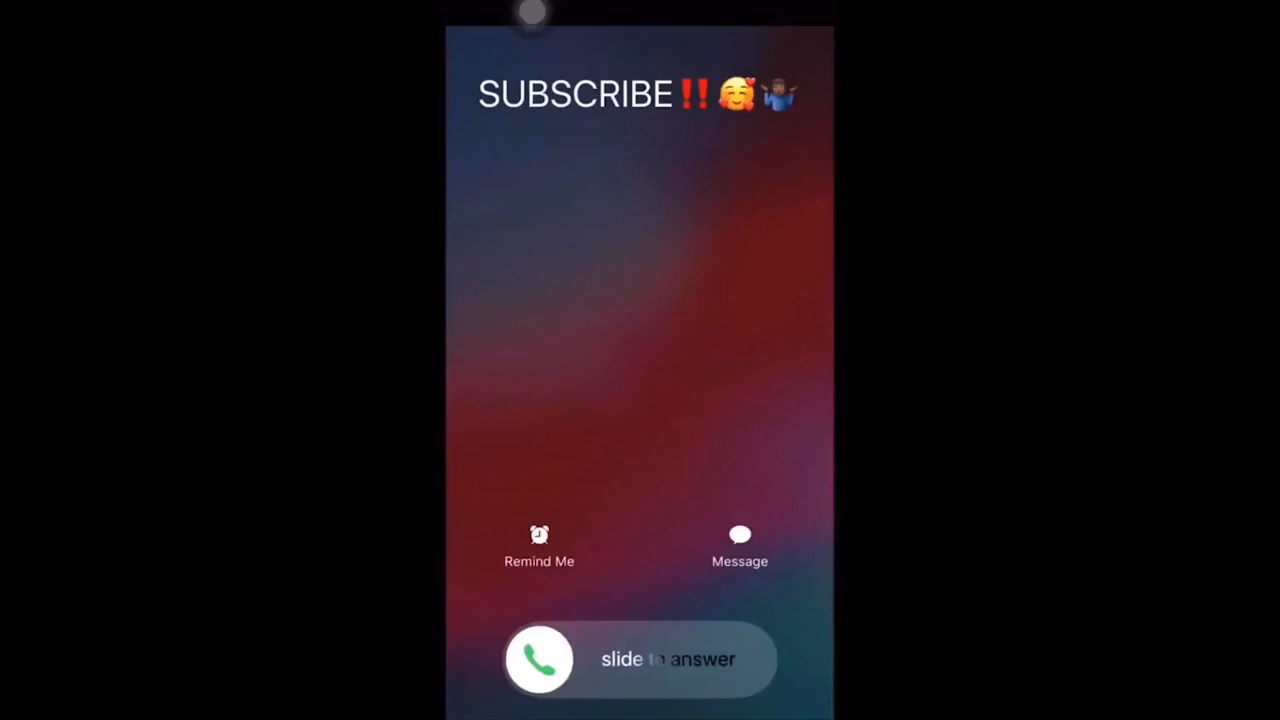 SUBSCRIBE‼️🥰🤷🏾‍♂️
Remind Me
Message
slide to answer